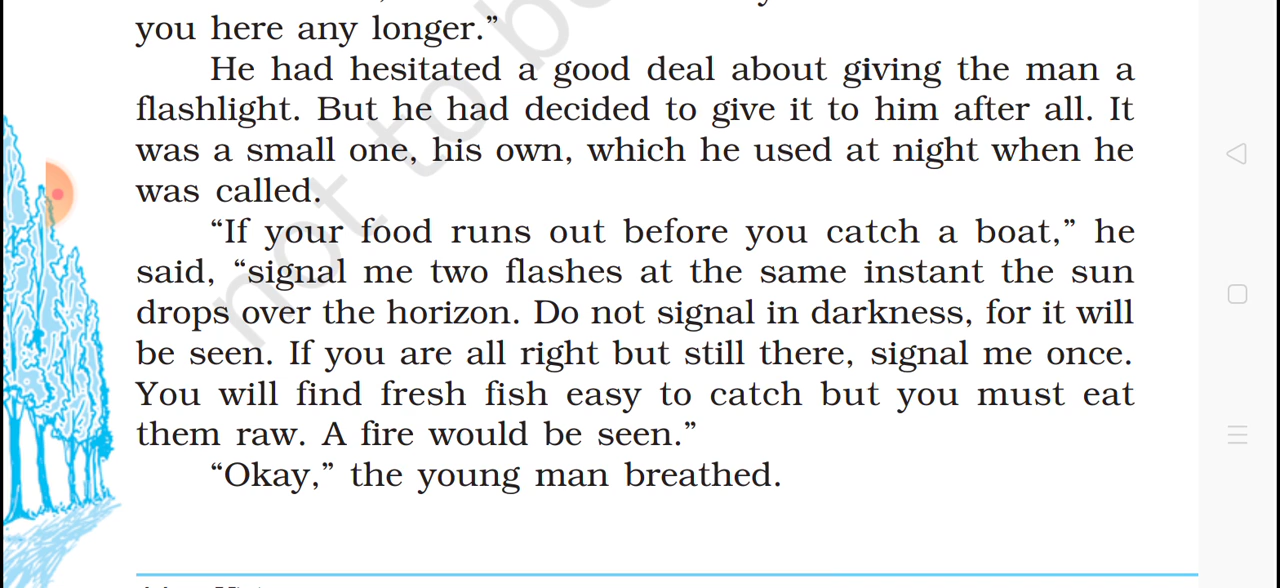 you here any longer.”
He had hesitated a good deal about giving the man a
flashlight. But he had decided to give it to him after all. It
was a small one, his own, which he used at night when he
was called.
“If your food runs out before you catch a boat,” he
said, “signal me two flashes at the same instant the sun
drops over the horizon. Do not signal in darkness, for it will
be seen. If you are all right but still there, signal me once.
You will find fresh fish easy to catch but you must eat
them raw. A fire would be seen.”
“Okay,” the young man breathed.
not to be